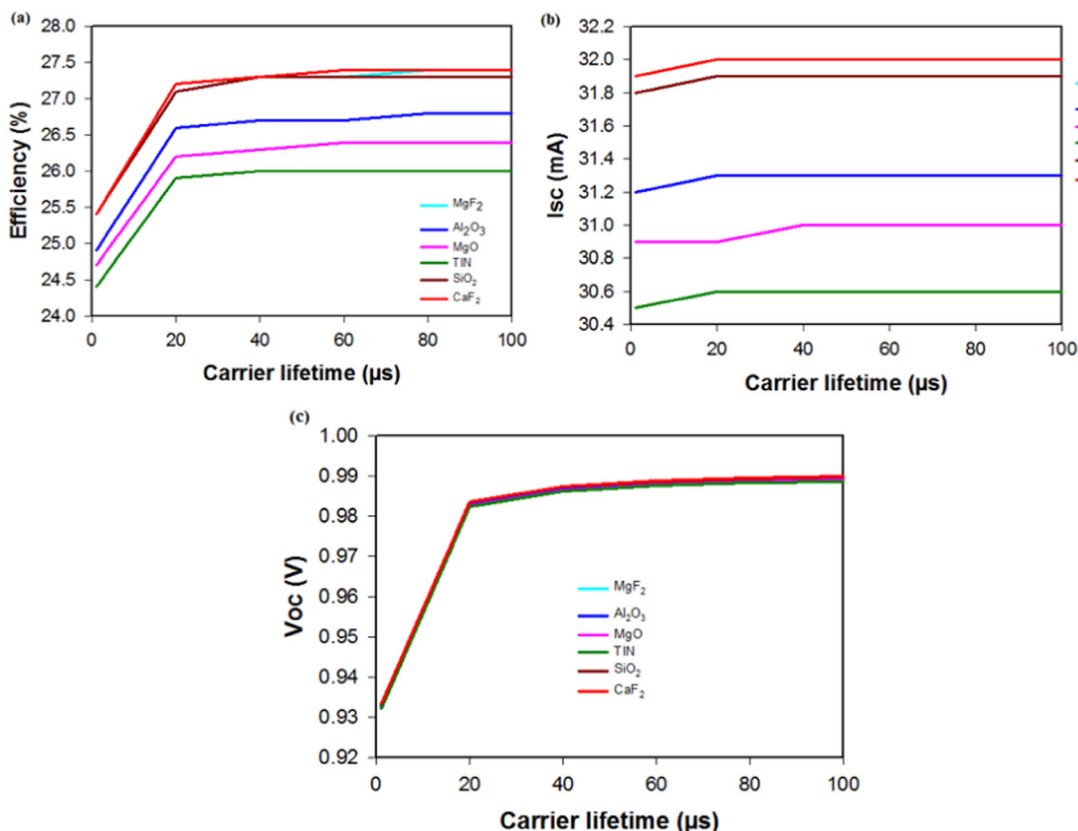 (a)
28.0
27.5
27.0
26.5
26.0
25.5
25.0
24.5
24.0
Efficiency (%)
MgF₂
Al₂O₃
MgO
TIN
SiO₂
CaF₂
0 20 40 60 80 100
Carrier lifetime (µs)
(b)
32.2
32.0
31.8
31.6
31.4
31.3
31.2
31.0
30.8
30.6
30.4
Isc (mA)
0 20 40 60 80 100
Carrier lifetime (µs)
(c)
1.00
0.99
0.98
0.97
0.96
0.95
0.94
0.93
0.92
Voc (V)
MgF₂
Al₂O₃
MgO
TIN
SiO₂
CaF₂
0 20 40 60 80 100
Carrier lifetime (µs)